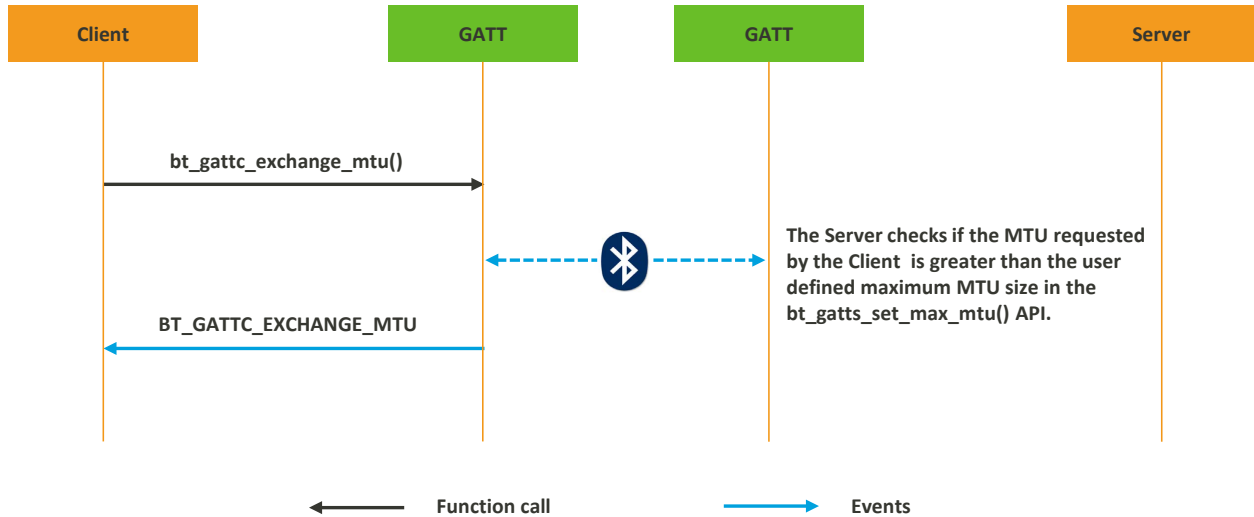 Client
GATT
GATT
Server
bt_gattc_exchange_mtu()
The Server checks if the MTU requested
by the Client is greater than the user
defined maximum MTU size in the
bt_gatts_set_max_mtu() API.
BT_GATTC_EXCHANGE_MTU
Function call
Events